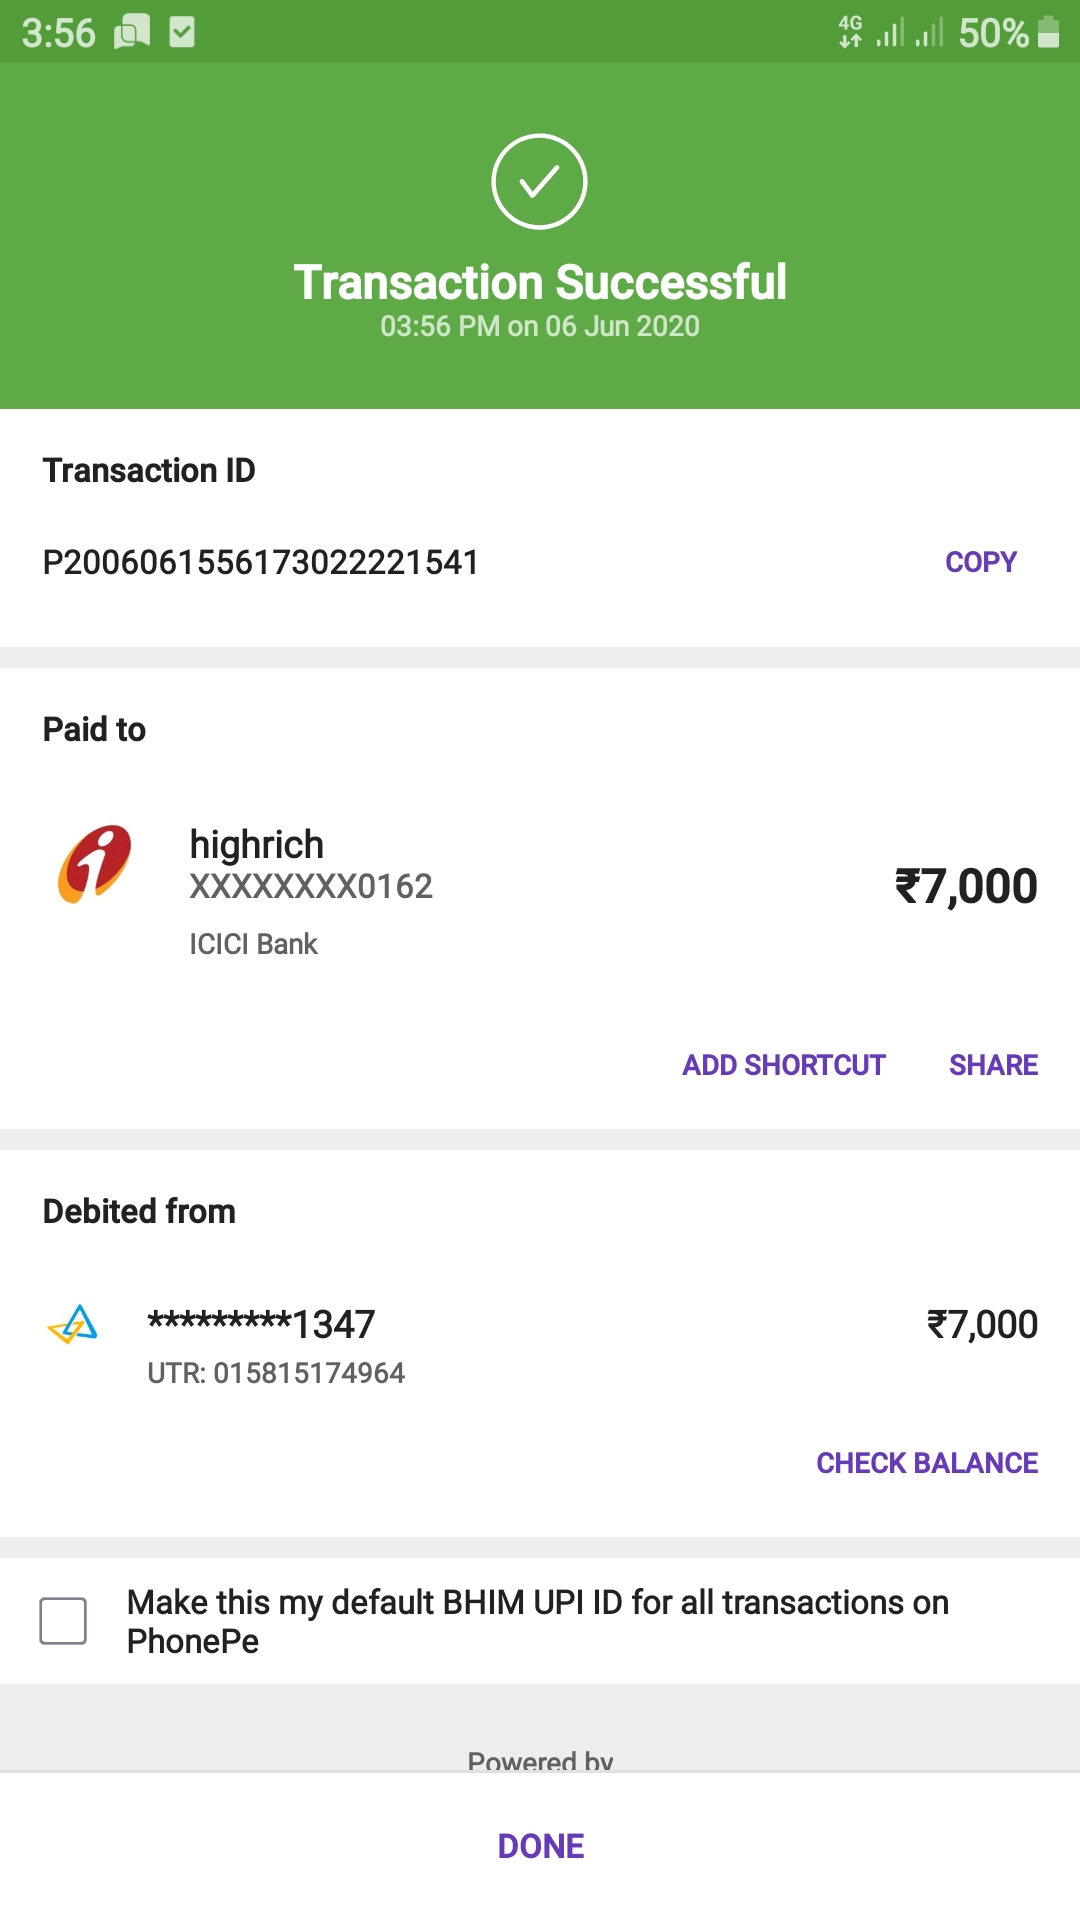 3:56
4G
50%
Transaction Successful
03:56 PM on 06 Jun 2020
Transaction ID
P2006061556173022221541
COPY
Paid to
highrich
XXXXXXXX0162
₹7,000
ICICI Bank
ADD SHORTCUT
SHARE
Debited from
*********1347
₹7,000
UTR: 015815174964
CHECK BALANCE
Make this my default BHIM UPI ID for all transactions on
PhonePe
Powered by
DONE